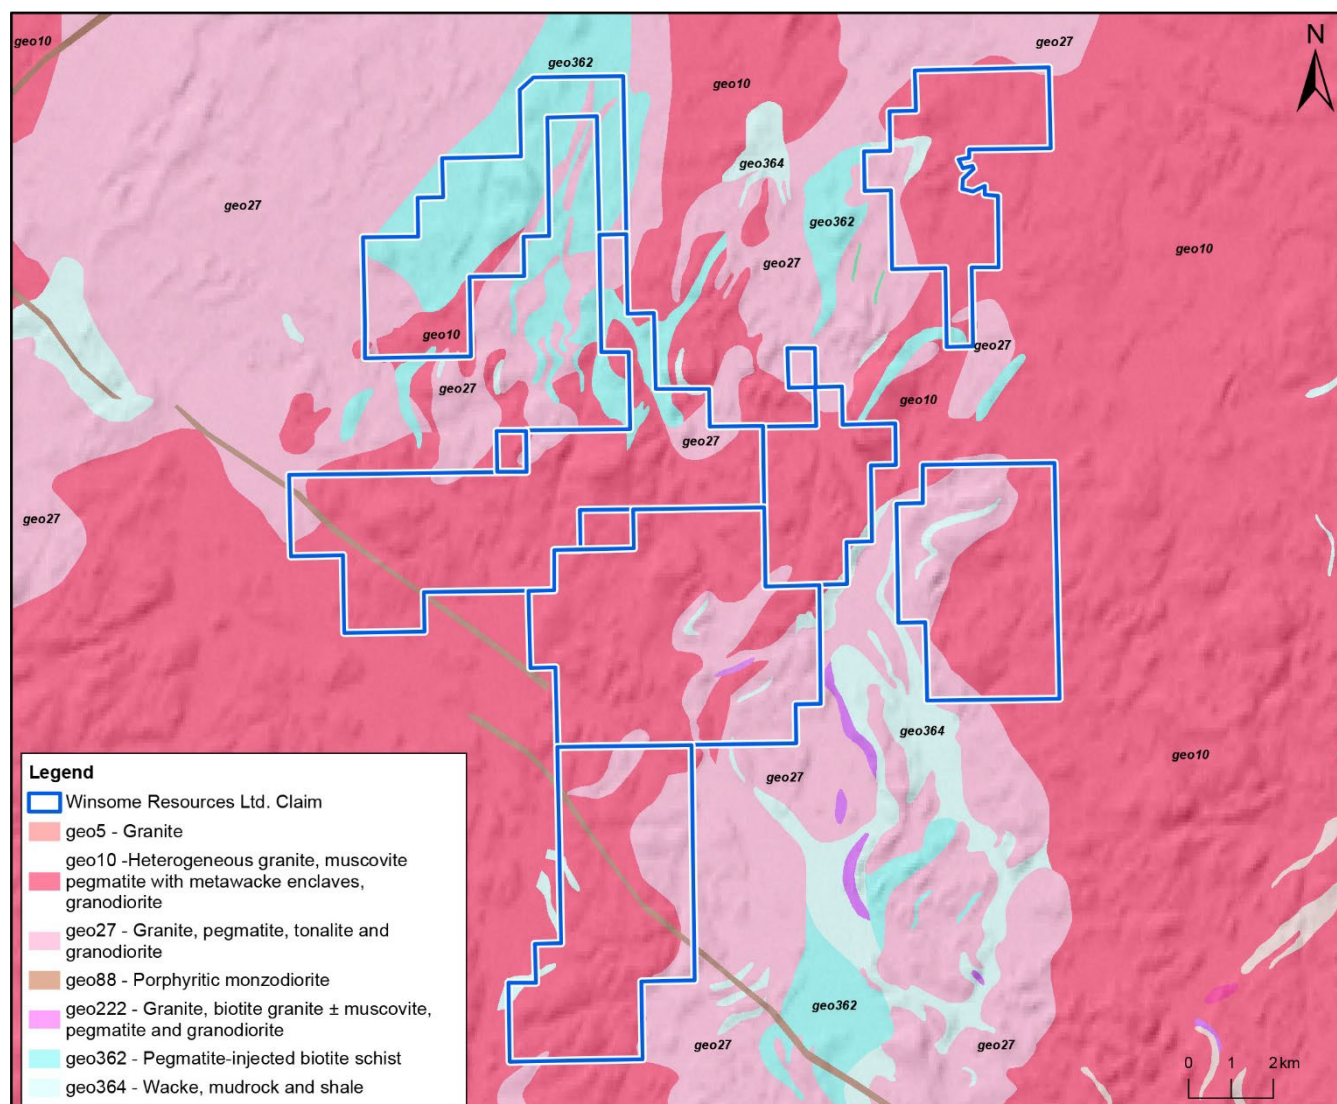 geo10
geo362
geo27
N
geo10
geo364
geo27
geo362
geo27
geo10
geo10
geo27
geo27
geo10
geo27
geo27
geo364
geo10
geo27
geo362
geo27
geo27
Legend
Winsome Resources Ltd. Claim
geo5 - Granite
geo10 -Heterogeneous granite, muscovite
pegmatite with metawacke enclaves,
granodiorite
geo27 - Granite, pegmatite, tonalite and
granodiorite
geo88 - Porphyritic monzodiorite
geo222 - Granite, biotite granite ± muscovite,
pegmatite and granodiorite
geo362 - Pegmatite-injected biotite schist
geo364 - Wacke, mudrock and shale
0 1 2 km